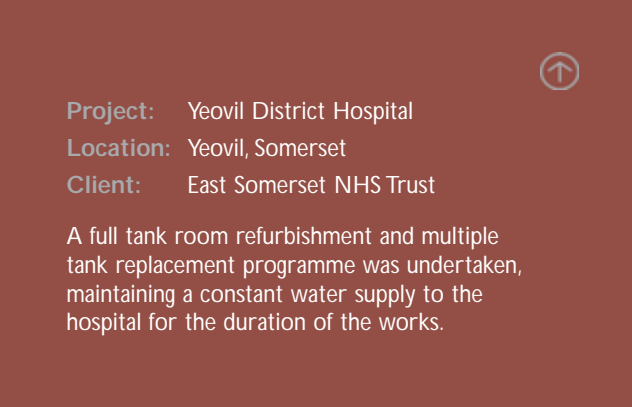 Project: Yeovil District Hospital
Location: Yeovil, Somerset
Client: East Somerset NHS Trust
A full tank room refurbishment and multiple
tank replacement programme was undertaken,
maintaining a constant water supply to the
hospital for the duration of the works.